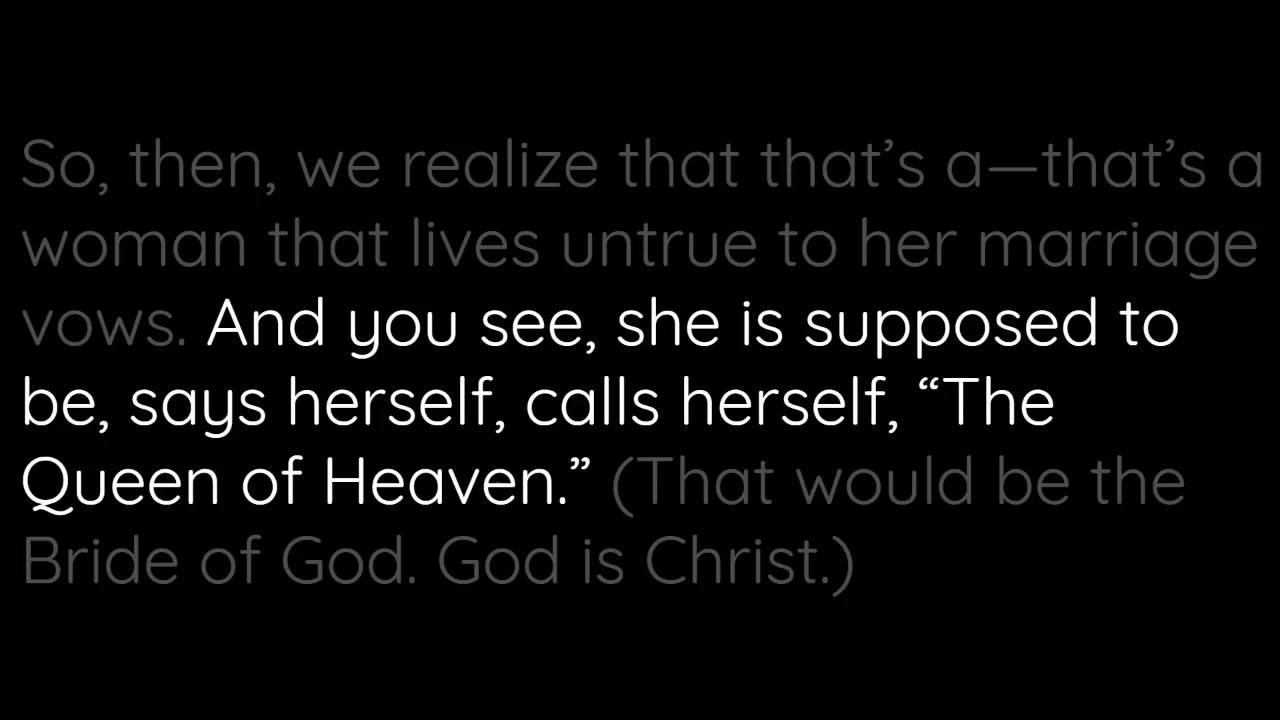 So, then, we realize that that’s a—that’s a
woman that lives untrue to her marriage
vows. And you see, she is supposed to
be, says herself, calls herself, “The
Queen of Heaven.” (That would be the
Bride of God. God is Christ.)